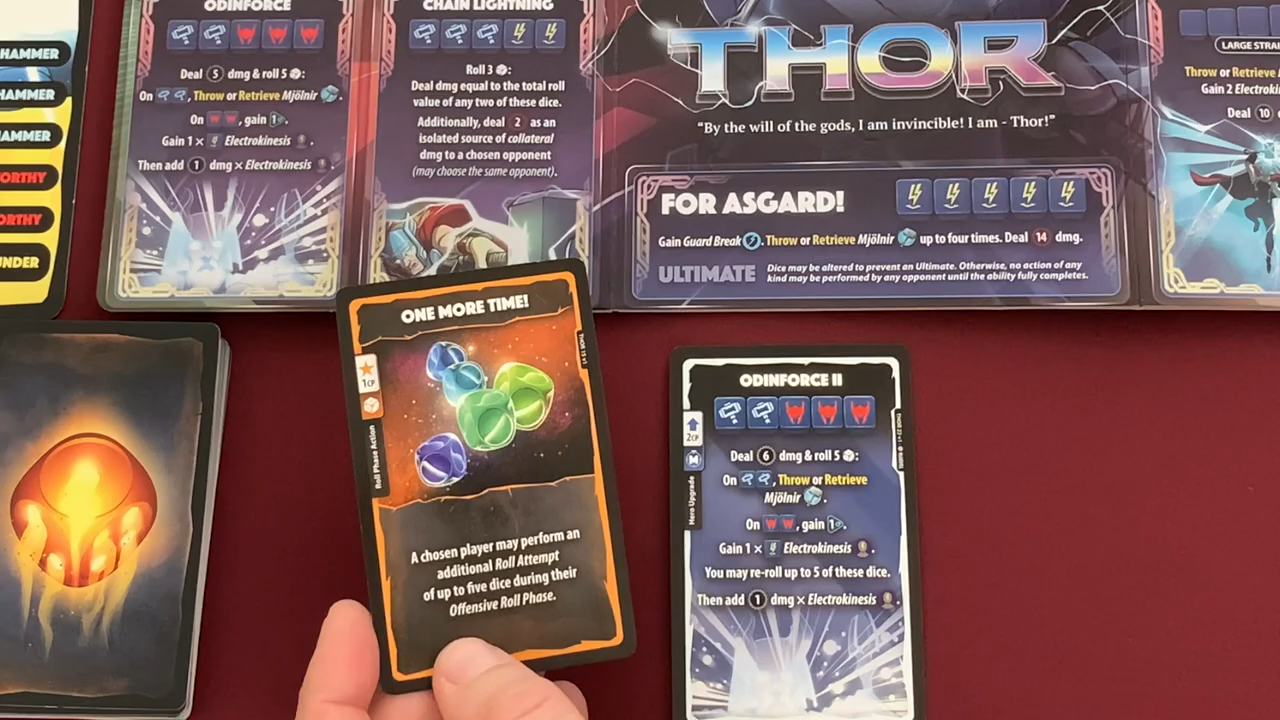 HAMMER
HAMMER
HAMMER
ORTHY
ORTHY
UNDER
ODINFORCE
Deal 5 dmg & roll 5 :
On , Throw or Retrieve Mjölnir .
On , gain 1 .
Gain 1 × Electrokinesis .
Then add 1 dmg × Electrokinesis .
CHAIN LIGHTNING
Roll 3 :
Deal dmg equal to the total roll
value of any two of these dice.
Additionally, deal 2 as an
isolated source of collateral
dmg to a chosen opponent
(may choose the same opponent).
THOR
“By the will of the gods, I am invincible! I am - Thor!”
FOR ASGARD!
Gain Guard Break . Throw or Retrieve Mjölnir up to four times. Deal 14 dmg.
ULTIMATE
Dice may be altered to prevent an Ultimate. Otherwise, no action of any
kind may be performed by any opponent until the ability fully completes.
LARGE STRAI
Throw or Retrieve
Gain 2 Electrokin
Deal 10
ONE MORE TIME!
1CP
Roll Phase Action
THOR 15 v1
A chosen player may perform an
additional Roll Attempt
of up to five dice during their
Offensive Roll Phase.
ODINFORCE II
2CP
M
Hero Upgrade
Deal 6 dmg & roll 5 :
On , Throw or Retrieve
Mjölnir .
On , gain 1 .
Gain 1 × Electrokinesis .
You may re-roll up to 5 of these dice.
Then add 1 dmg × Electrokinesis .